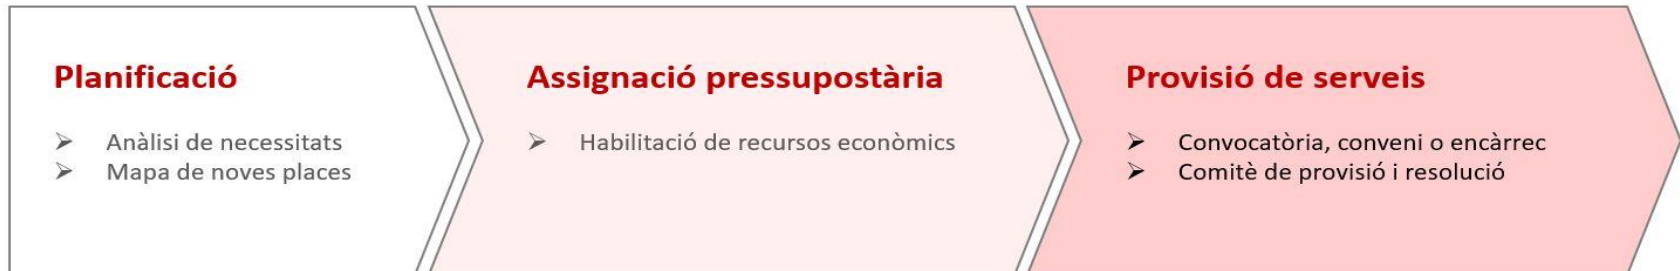 Planificació
➢ Anàlisi de necessitats
➢ Mapa de noves places
Assignació pressupostària
➢ Habilitació de recursos econòmics
Provisió de serveis
➢ Convocatòria, conveni o encàrrec
➢ Comitè de provisió i resolució